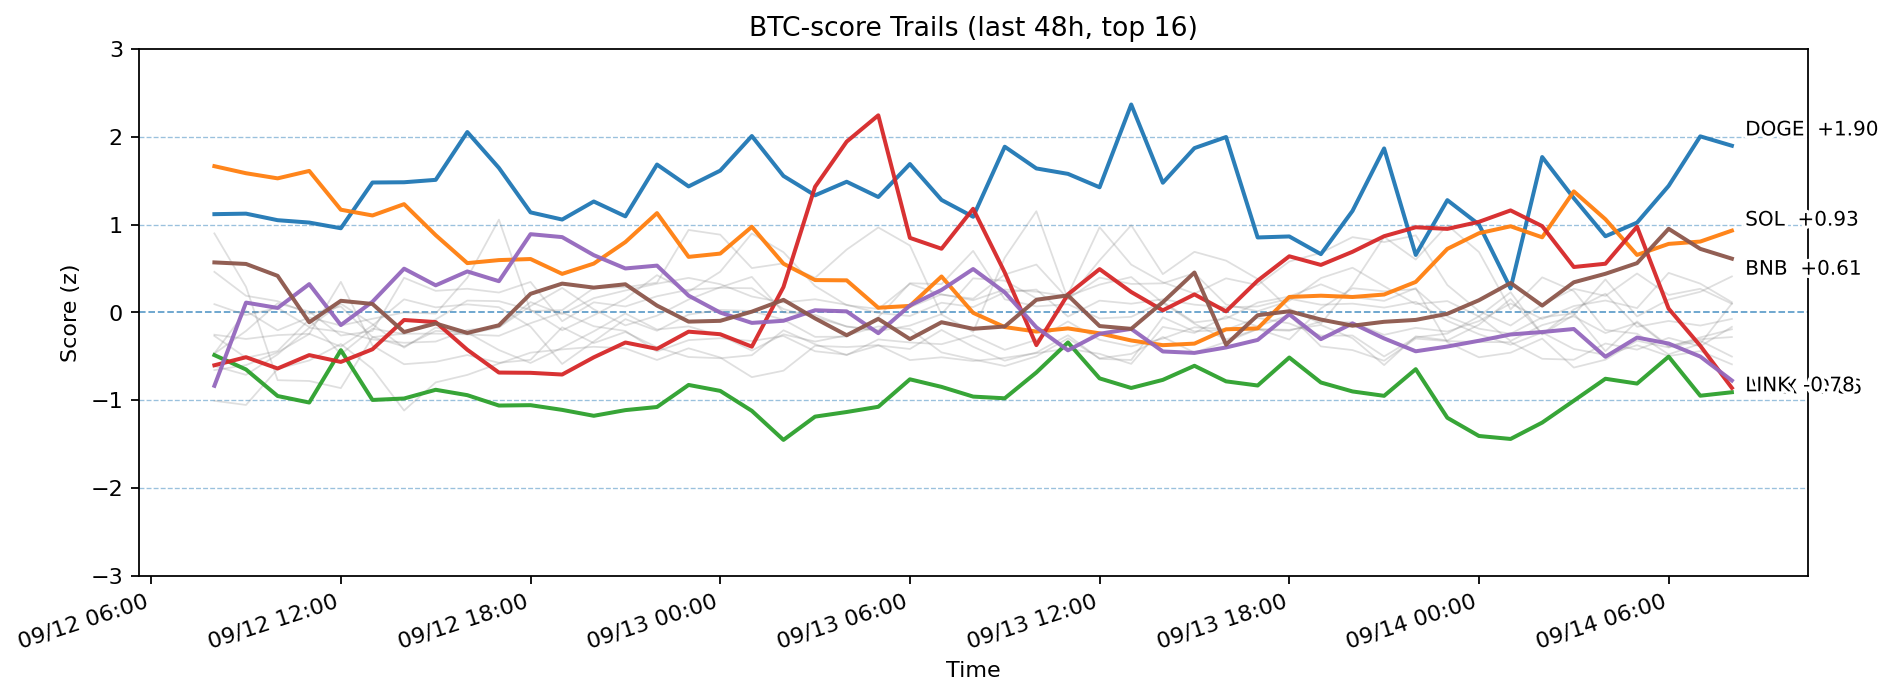 BTC-score Trails (last 48h, top 16)
3
2
1
0
−1
−2
−3
Score (z)
DOGE +1.90
SOL +0.93
BNB +0.61
LINK -0.78
09/12 06:00
09/12 12:00
09/12 18:00
09/13 00:00
09/13 06:00
09/13 12:00
09/13 18:00
09/14 00:00
09/14 06:00
Time